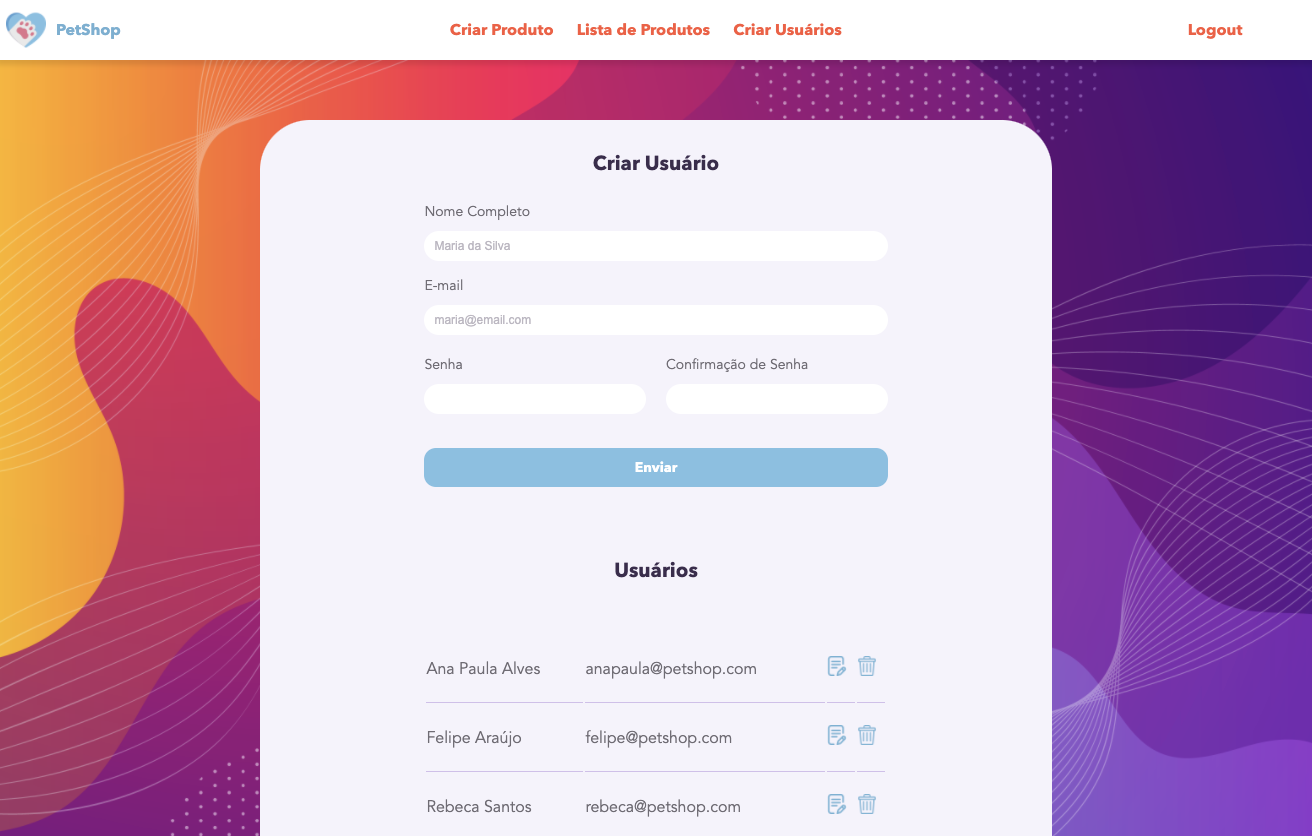 PetShop
Criar Produto Lista de Produtos Criar Usuários
Logout
Criar Usuário
Nome Completo
Maria da Silva
E-mail
maria@email.com
Senha Confirmação de Senha
Enviar
Usuários
Ana Paula Alves anapaula@petshop.com
Felipe Araújo felipe@petshop.com
Rebeca Santos rebeca@petshop.com